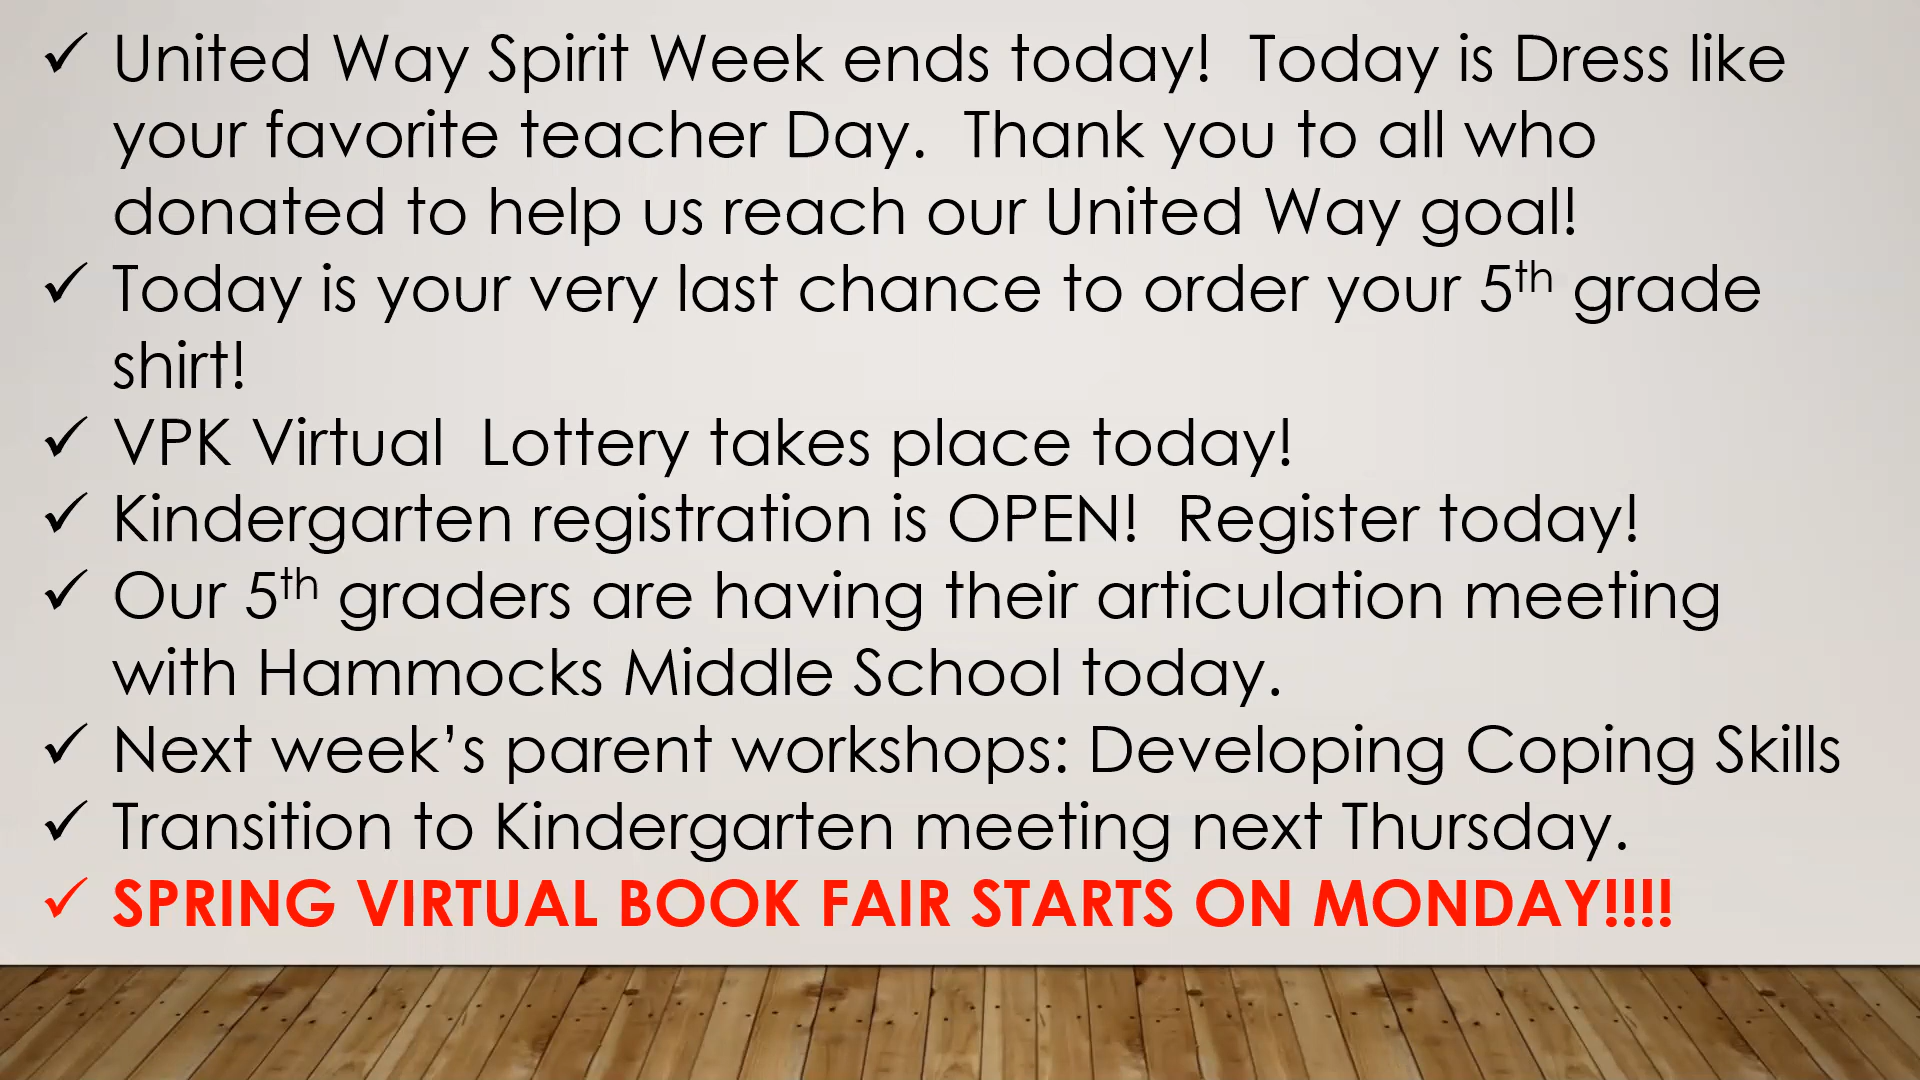 ✓ United Way Spirit Week ends today!  Today is Dress like
your favorite teacher Day.  Thank you to all who
donated to help us reach our United Way goal!
✓ Today is your very last chance to order your 5th grade
shirt!
✓ VPK Virtual  Lottery takes place today!
✓ Kindergarten registration is OPEN!  Register today!
✓ Our 5th graders are having their articulation meeting
with Hammocks Middle School today.
✓ Next week’s parent workshops: Developing Coping Skills
✓ Transition to Kindergarten meeting next Thursday.
✓ SPRING VIRTUAL BOOK FAIR STARTS ON MONDAY!!!!